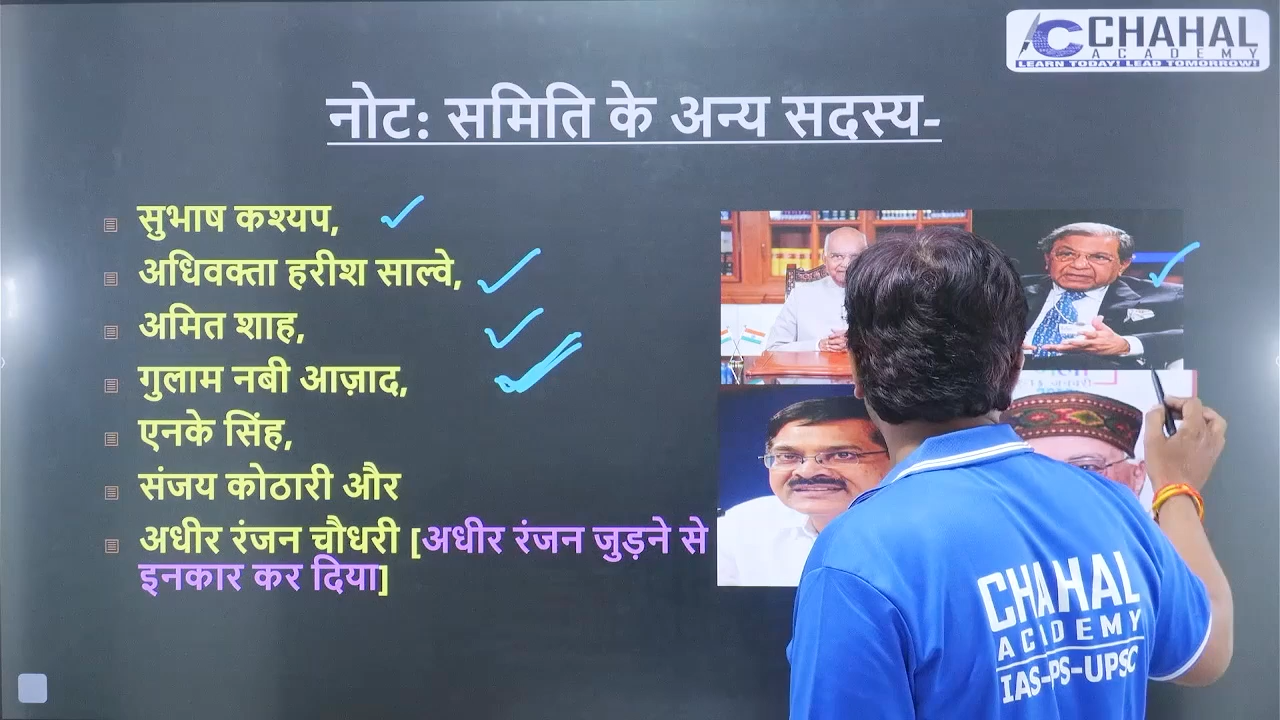 CHAHAL
ACADEMY
LEARN TODAY! LEAD TOMORROW!
नोट: समिति के अन्य सदस्य-
सुभाष कश्यप,
अधिवक्ता हरीश साल्वे,
अमित शाह,
गुलाम नबी आज़ाद,
एनके सिंह,
संजय कोठारी और
अधीर रंजन चौधरी [अधीर रंजन जुड़ने से
इनकार कर दिया]
CHAHAL
ACADEMY
IAS-IPS-UPSC